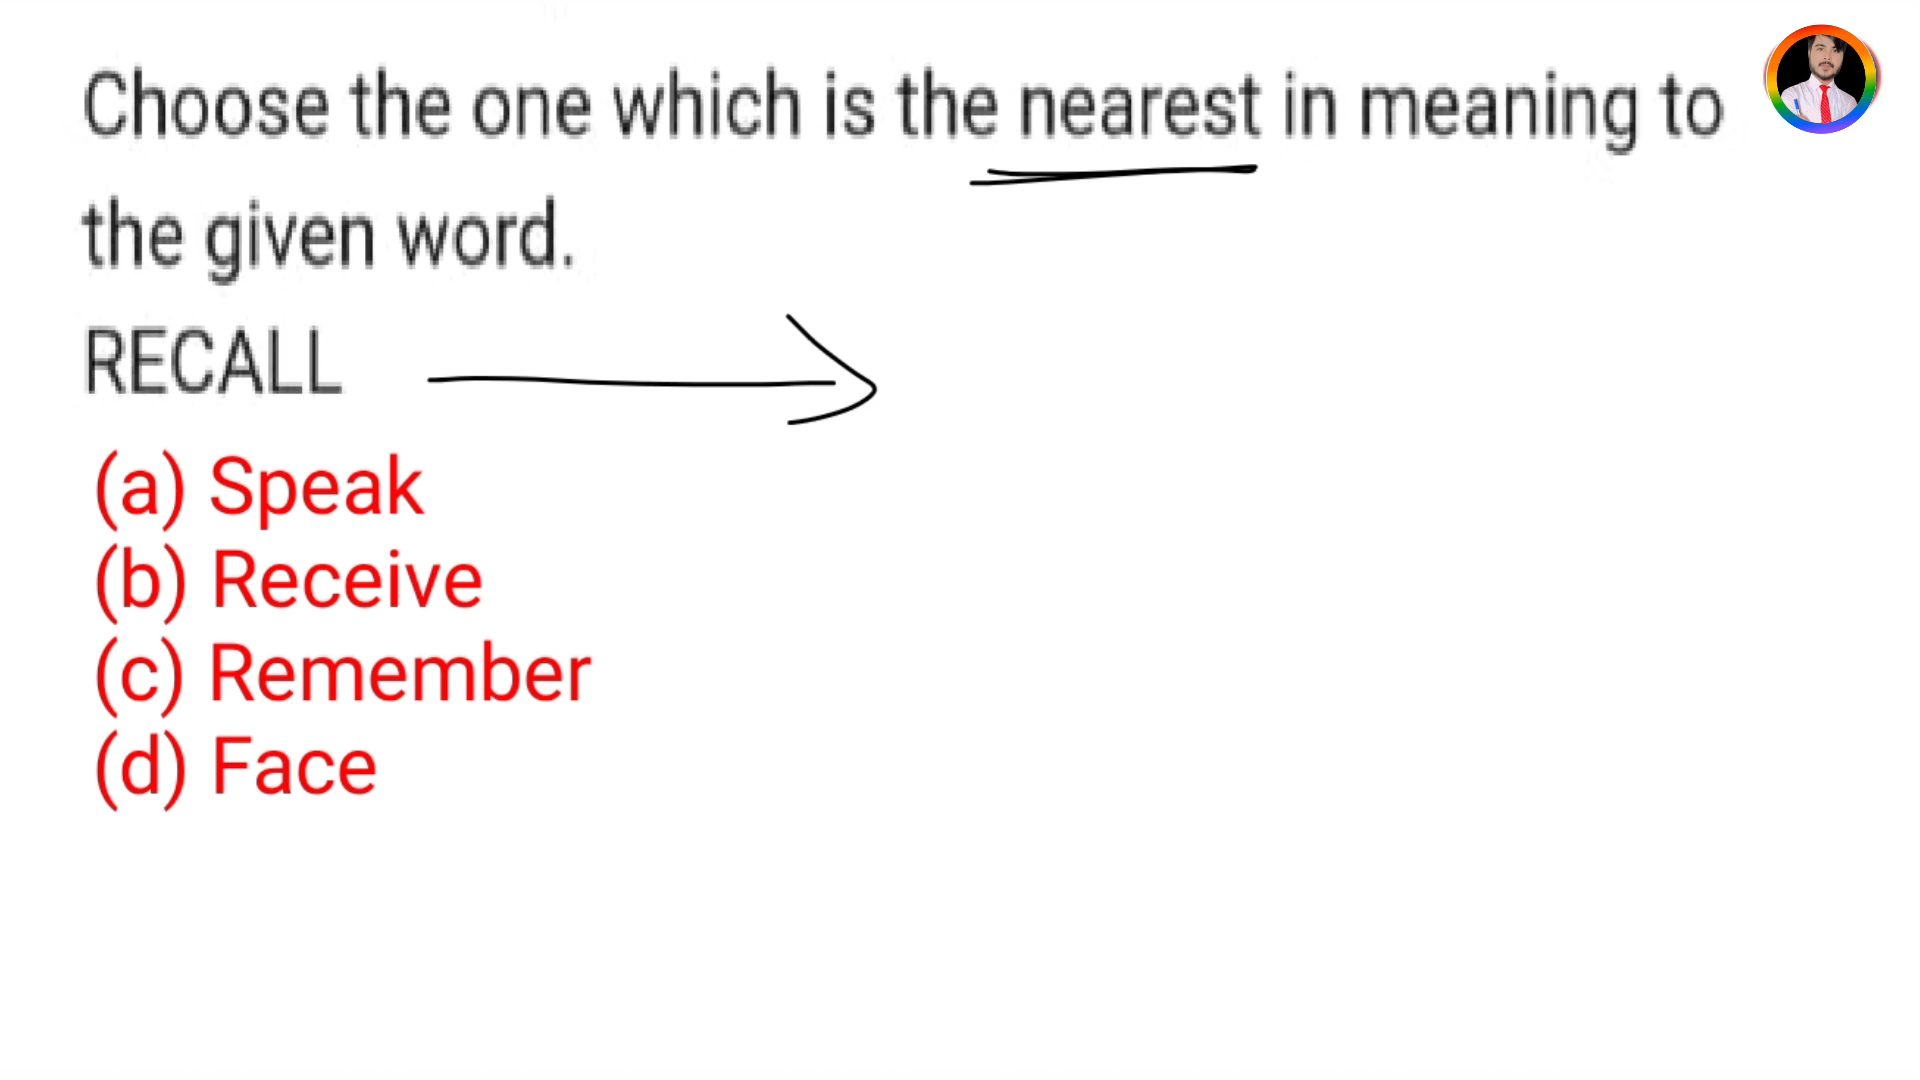 Choose the one which is the nearest in meaning to
the given word.
RECALL
(a) Speak
(b) Receive
(c) Remember
(d) Face